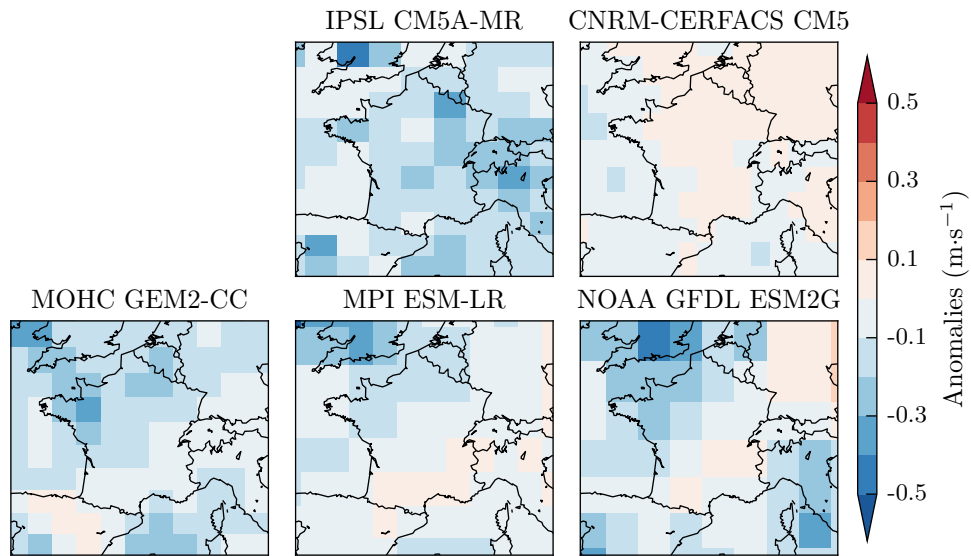 IPSL CM5A-MR
CNRM-CERFACS CM5
MOHC GEM2-CC
MPI ESM-LR
NOAA GFDL ESM2G
0.5
0.3
0.1
-0.1
-0.3
-0.5
Anomalies (m·s⁻¹)